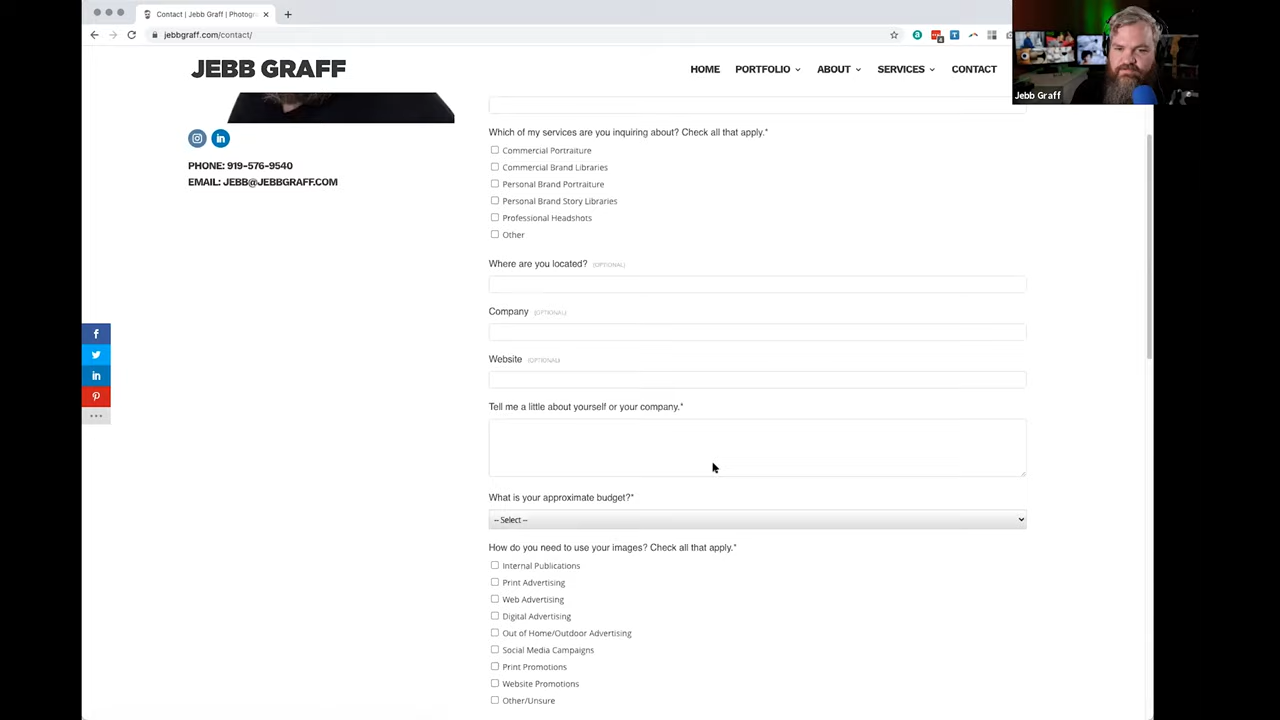 Contact | Jebb Graff | Photogr
jebbgraff.com/contact/
JEBB GRAFF
HOME
PORTFOLIO
ABOUT
SERVICES
CONTACT
Jebb Graff
PHONE: 919-576-9540
EMAIL: JEBB@JEBBGRAFF.COM
Which of my services are you inquiring about? Check all that apply.*
Commercial Portraiture
Commercial Brand Libraries
Personal Brand Portraiture
Personal Brand Story Libraries
Professional Headshots
Other
Where are you located? (OPTIONAL)
Company (OPTIONAL)
Website (OPTIONAL)
Tell me a little about yourself or your company.*
What is your approximate budget?*
-- Select --
How do you need to use your images? Check all that apply.*
Internal Publications
Print Advertising
Web Advertising
Digital Advertising
Out of Home/Outdoor Advertising
Social Media Campaigns
Print Promotions
Website Promotions
Other/Unsure